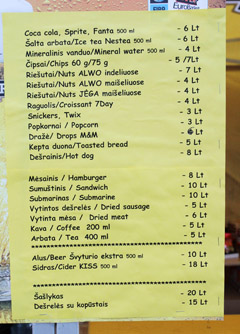 Coca cola, Sprite, Fanta 500 ml - 6 Lt
Šalta arbata/Ice tea Nestea 500 ml - 6 Lt
Mineralinis vanduo/Mineral water 500 ml - 4 Lt
Čipsai/Chips 60 g/75 g - 5 /7Lt
Riešutai/Nuts ALWO indeliuose - 7 Lt
Riešutai/Nuts ALWO maišeliuose - 4 Lt
Riešutai/Nuts JĖGA maišeliuose - 4 Lt
Raguolis/Croissant 7Day - 4 Lt
Snickers, Twix - 3 Lt
Popkornai / Popcorn - 3 Lt
Dražė/ Drops M&M - 6 Lt
Kepta duona/Toasted bread - 5 Lt
Dešrainis/Hot dog - 8 Lt
Mėsainis / Hamburger - 8 Lt
Sumuštinis / Sandwich - 10 Lt
Submarinas / Submarine - 10 Lt
Vytintos dešrelės / Dried sausage - 5 Lt
Vytinta mėsa / Dried meat - 6 Lt
Kava / Coffee 200 ml - 5 Lt
Arbata / Tea 400 ml - 5 Lt
Alus/Beer Švyturio ekstra 500 ml - 10 Lt
Sidras/Cider KISS 500 ml - 18 Lt
Šašlykas - 20 Lt
Dešrelės su kopūstais - 15 Lt